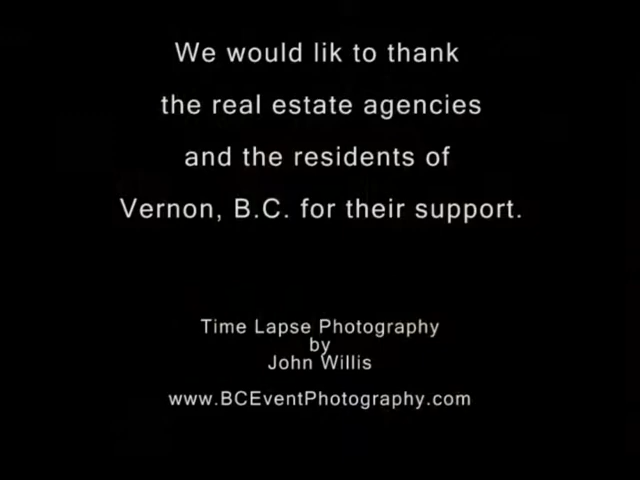 We would lik to thank
the real estate agencies
and the residents of
Vernon, B.C. for their support.
Time Lapse Photography
by
John Willis
www.BCEventPhotography.com